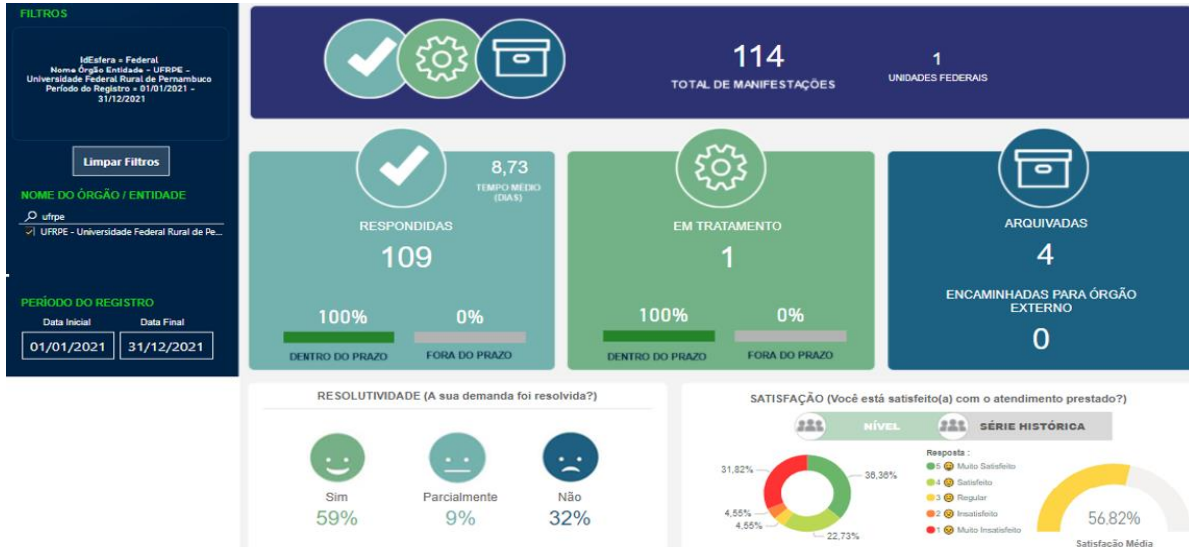 FILTROS
IdEsfera = Federal
Nome Órgão Entidade = UFRPE -
Universidade Federal Rural de Pernambuco
Período do Registro = 01/01/2021 -
31/12/2021
Limpar Filtros
NOME DO ÓRGÃO / ENTIDADE
ufrpe
UFRPE - Universidade Federal Rural de Pe...
PERÍODO DO REGISTRO
Data Inicial Data Final
01/01/2021 31/12/2021
114
TOTAL DE MANIFESTAÇÕES
1
UNIDADES FEDERAIS
8,73
TEMPO MÉDIO
(DIAS)
RESPONDIDAS
109
100% 0%
DENTRO DO PRAZO FORA DO PRAZO
EM TRATAMENTO
1
100% 0%
DENTRO DO PRAZO FORA DO PRAZO
ARQUIVADAS
4
ENCAMINHADAS PARA ÓRGÃO
EXTERNO
0
RESOLUTIVIDADE (A sua demanda foi resolvida?)
Sim Parcialmente Não
59% 9% 32%
SATISFAÇÃO (Você está satisfeito(a) com o atendimento prestado?)
NÍVEL SÉRIE HISTÓRICA
31,82%
36,36%
4,55%
4,55%
22,73%
Resposta :
5 Muito Satisfeito
4 Satisfeito
3 Regular
2 Insatisfeito
1 Muito Insatisfeito
56,82%
Satisfação Média